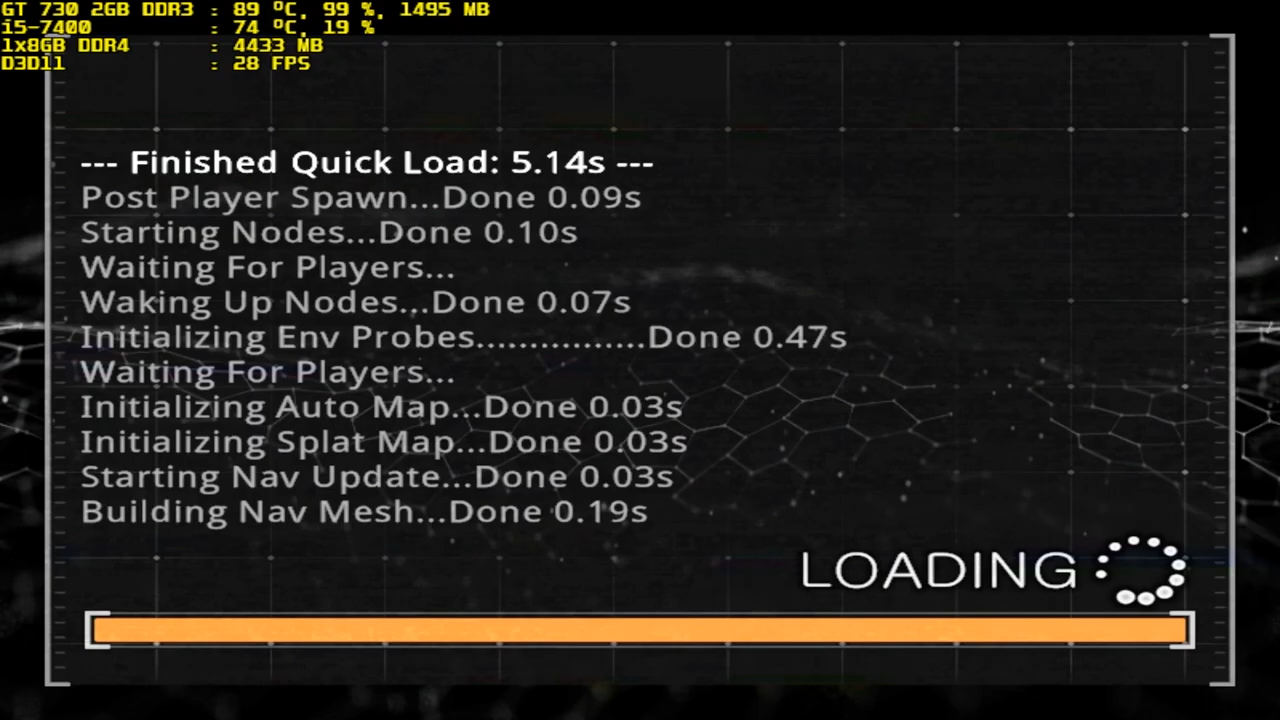 GT 730 2GB DDR3 : 89 ºC, 99 %, 1495 MB
i5-7400 : 74 ºC, 19 %
1x8GB DDR4 : 4433 MB
D3D11 : 28 FPS
--- Finished Quick Load: 5.14s ---
Post Player Spawn...Done 0.09s
Starting Nodes...Done 0.10s
Waiting For Players...
Waking Up Nodes...Done 0.07s
Initializing Env Probes................Done 0.47s
Waiting For Players...
Initializing Auto Map...Done 0.03s
Initializing Splat Map...Done 0.03s
Starting Nav Update...Done 0.03s
Building Nav Mesh...Done 0.19s
LOADING